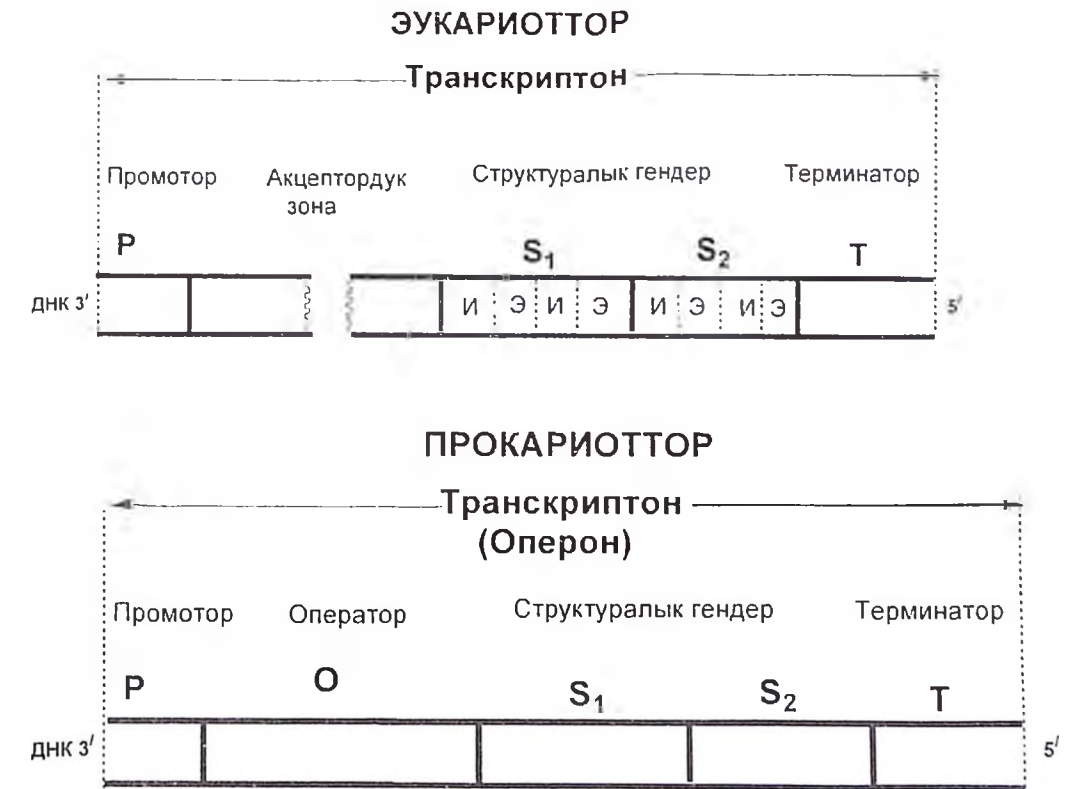 ЭУКАРИОТТОР
Транскриптон
Промотор Акцептордук Структуралык гендер Терминатор
зона
P S₁ S₂ T
ДНК 3′ И Э И Э И Э И Э 5′
ПРОКАРИОТТОР
Транскриптон
(Оперон)
Промотор Оператор Структуралык гендер Терминатор
P O S₁ S₂ T
ДНК 3′ 5′